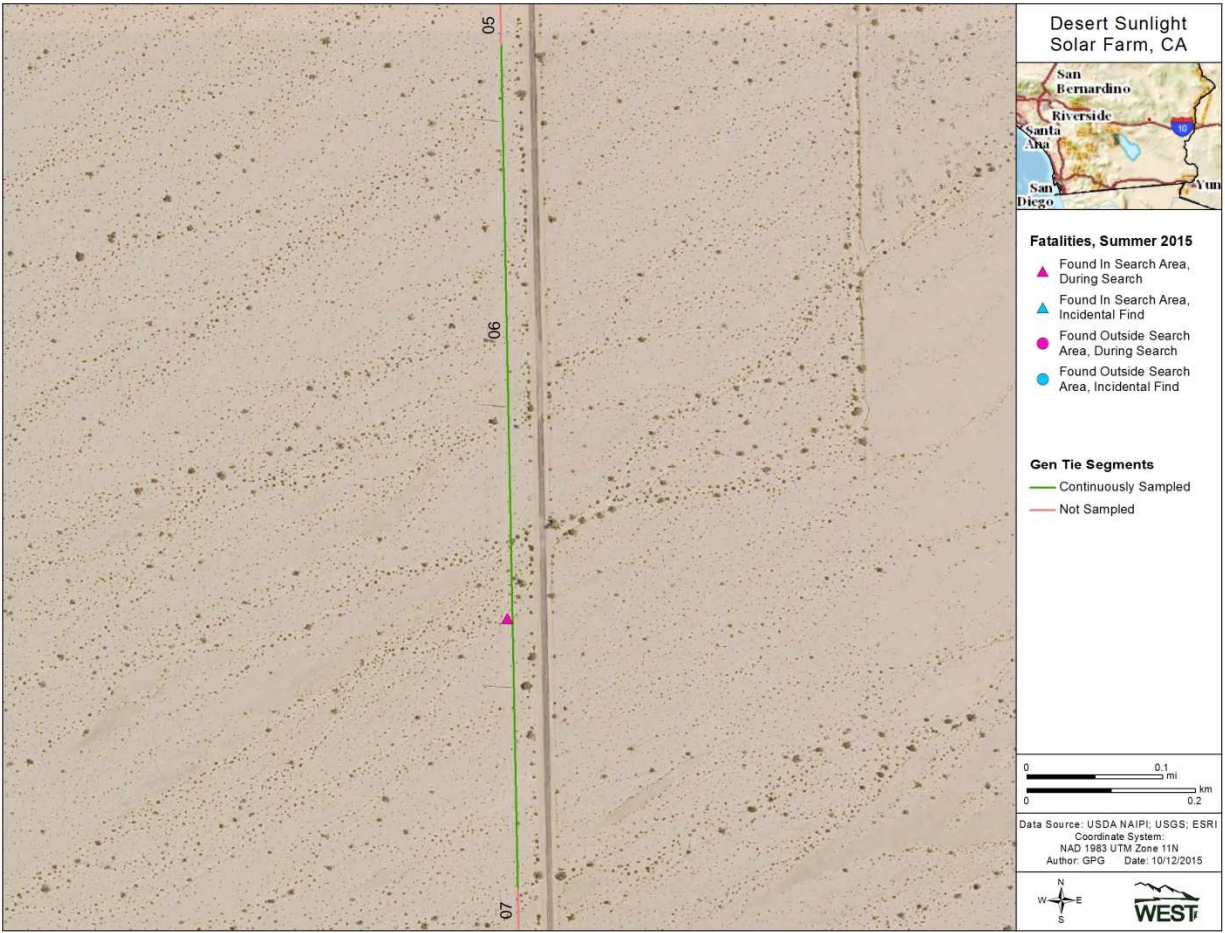 05
06
07
Desert Sunlight
Solar Farm, CA
San
Bernardino
Riverside
Santa
Ana
10
San
Diego
Yun
Fatalities, Summer 2015
Found In Search Area,
During Search
Found In Search Area,
Incidental Find
Found Outside Search
Area, During Search
Found Outside Search
Area, Incidental Find
Gen Tie Segments
Continuously Sampled
Not Sampled
0 0.1
mi
km
0 0.2
Data Source: USDA NAIPI; USGS; ESRI
Coordinate System:
NAD 1983 UTM Zone 11N
Author: GPG Date: 10/12/2015
N
W E
S
WEST